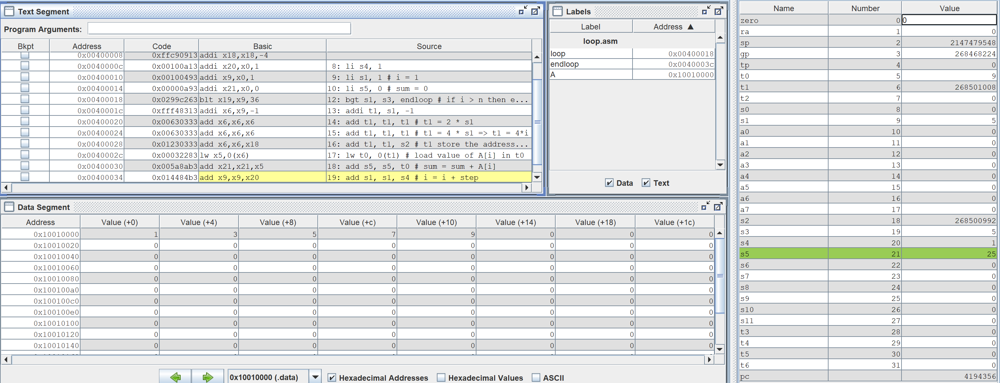 Text Segment
Program Arguments:
Bkpt Address Code Basic Source
0x00400008 0xffc90913 addi x18,x18,-4
0x0040000c 0x00100a13 addi x20,x0,1 8: li s4, 1
0x00400010 0x00100493 addi x9,x0,1 9: li s1, 1 # i = 1
0x00400014 0x00000a93 addi x21,x0,0 10: li s5, 0 # sum = 0
0x00400018 0x0299c263 blt x19,x9,36 12: bgt s1, s3, endloop # if i > n then e...
0x0040001c 0xfff48313 addi x6,x9,-1 13: addi t1, s1, -1
0x00400020 0x00630333 add x6,x6,x6 14: add t1, t1, t1 # t1 = 2 * s1
0x00400024 0x00630333 add x6,x6,x6 15: add t1, t1, t1 # t1 = 4 * s1 => t1 = 4*i
0x00400028 0x01230333 add x6,x6,x18 16: add t1, t1, s2 # t1 store the address...
0x0040002c 0x00032283 lw x5,0(x6) 17: lw t0, 0(t1) # load value of A[i] in t0
0x00400030 0x005a8ab3 add x21,x21,x5 18: add s5, s5, t0 # sum = sum + A[i]
0x00400034 0x014484b3 add x9,x9,x20 19: add s1, s1, s4 # i = i + step
Labels
Label Address ▲
loop.asm
loop 0x00400018
endloop 0x0040003c
A 0x10010000
Data Text
Data Segment
Address Value (+0) Value (+4) Value (+8) Value (+c) Value (+10) Value (+14) Value (+18) Value (+1c)
0x10010000 1 3 5 7 9 0 0 0
0x10010020 0 0 0 0 0 0 0 0
0x10010040 0 0 0 0 0 0 0 0
0x10010060 0 0 0 0 0 0 0 0
0x10010080 0 0 0 0 0 0 0 0
0x100100a0 0 0 0 0 0 0 0 0
0x100100c0 0 0 0 0 0 0 0 0
0x100100e0 0 0 0 0 0 0 0 0
0x10010100 0 0 0 0 0 0 0 0
0x10010120 0 0 0 0 0 0 0 0
0x10010140 0 0 0 0 0 0 0 0
0x10010000 (.data) Hexadecimal Addresses Hexadecimal Values ASCII
Name Number Value
zero 0 0
ra 1 0
sp 2 2147479548
gp 3 268468224
tp 4 0
t0 5 9
t1 6 268501008
t2 7 0
s0 8 0
s1 9 5
a0 10 0
a1 11 0
a2 12 0
a3 13 0
a4 14 0
a5 15 0
a6 16 0
a7 17 0
s2 18 268500992
s3 19 5
s4 20 1
s5 21 25
s6 22 0
s7 23 0
s8 24 0
s9 25 0
s10 26 0
s11 27 0
t3 28 0
t4 29 0
t5 30 0
t6 31 0
pc 4194356